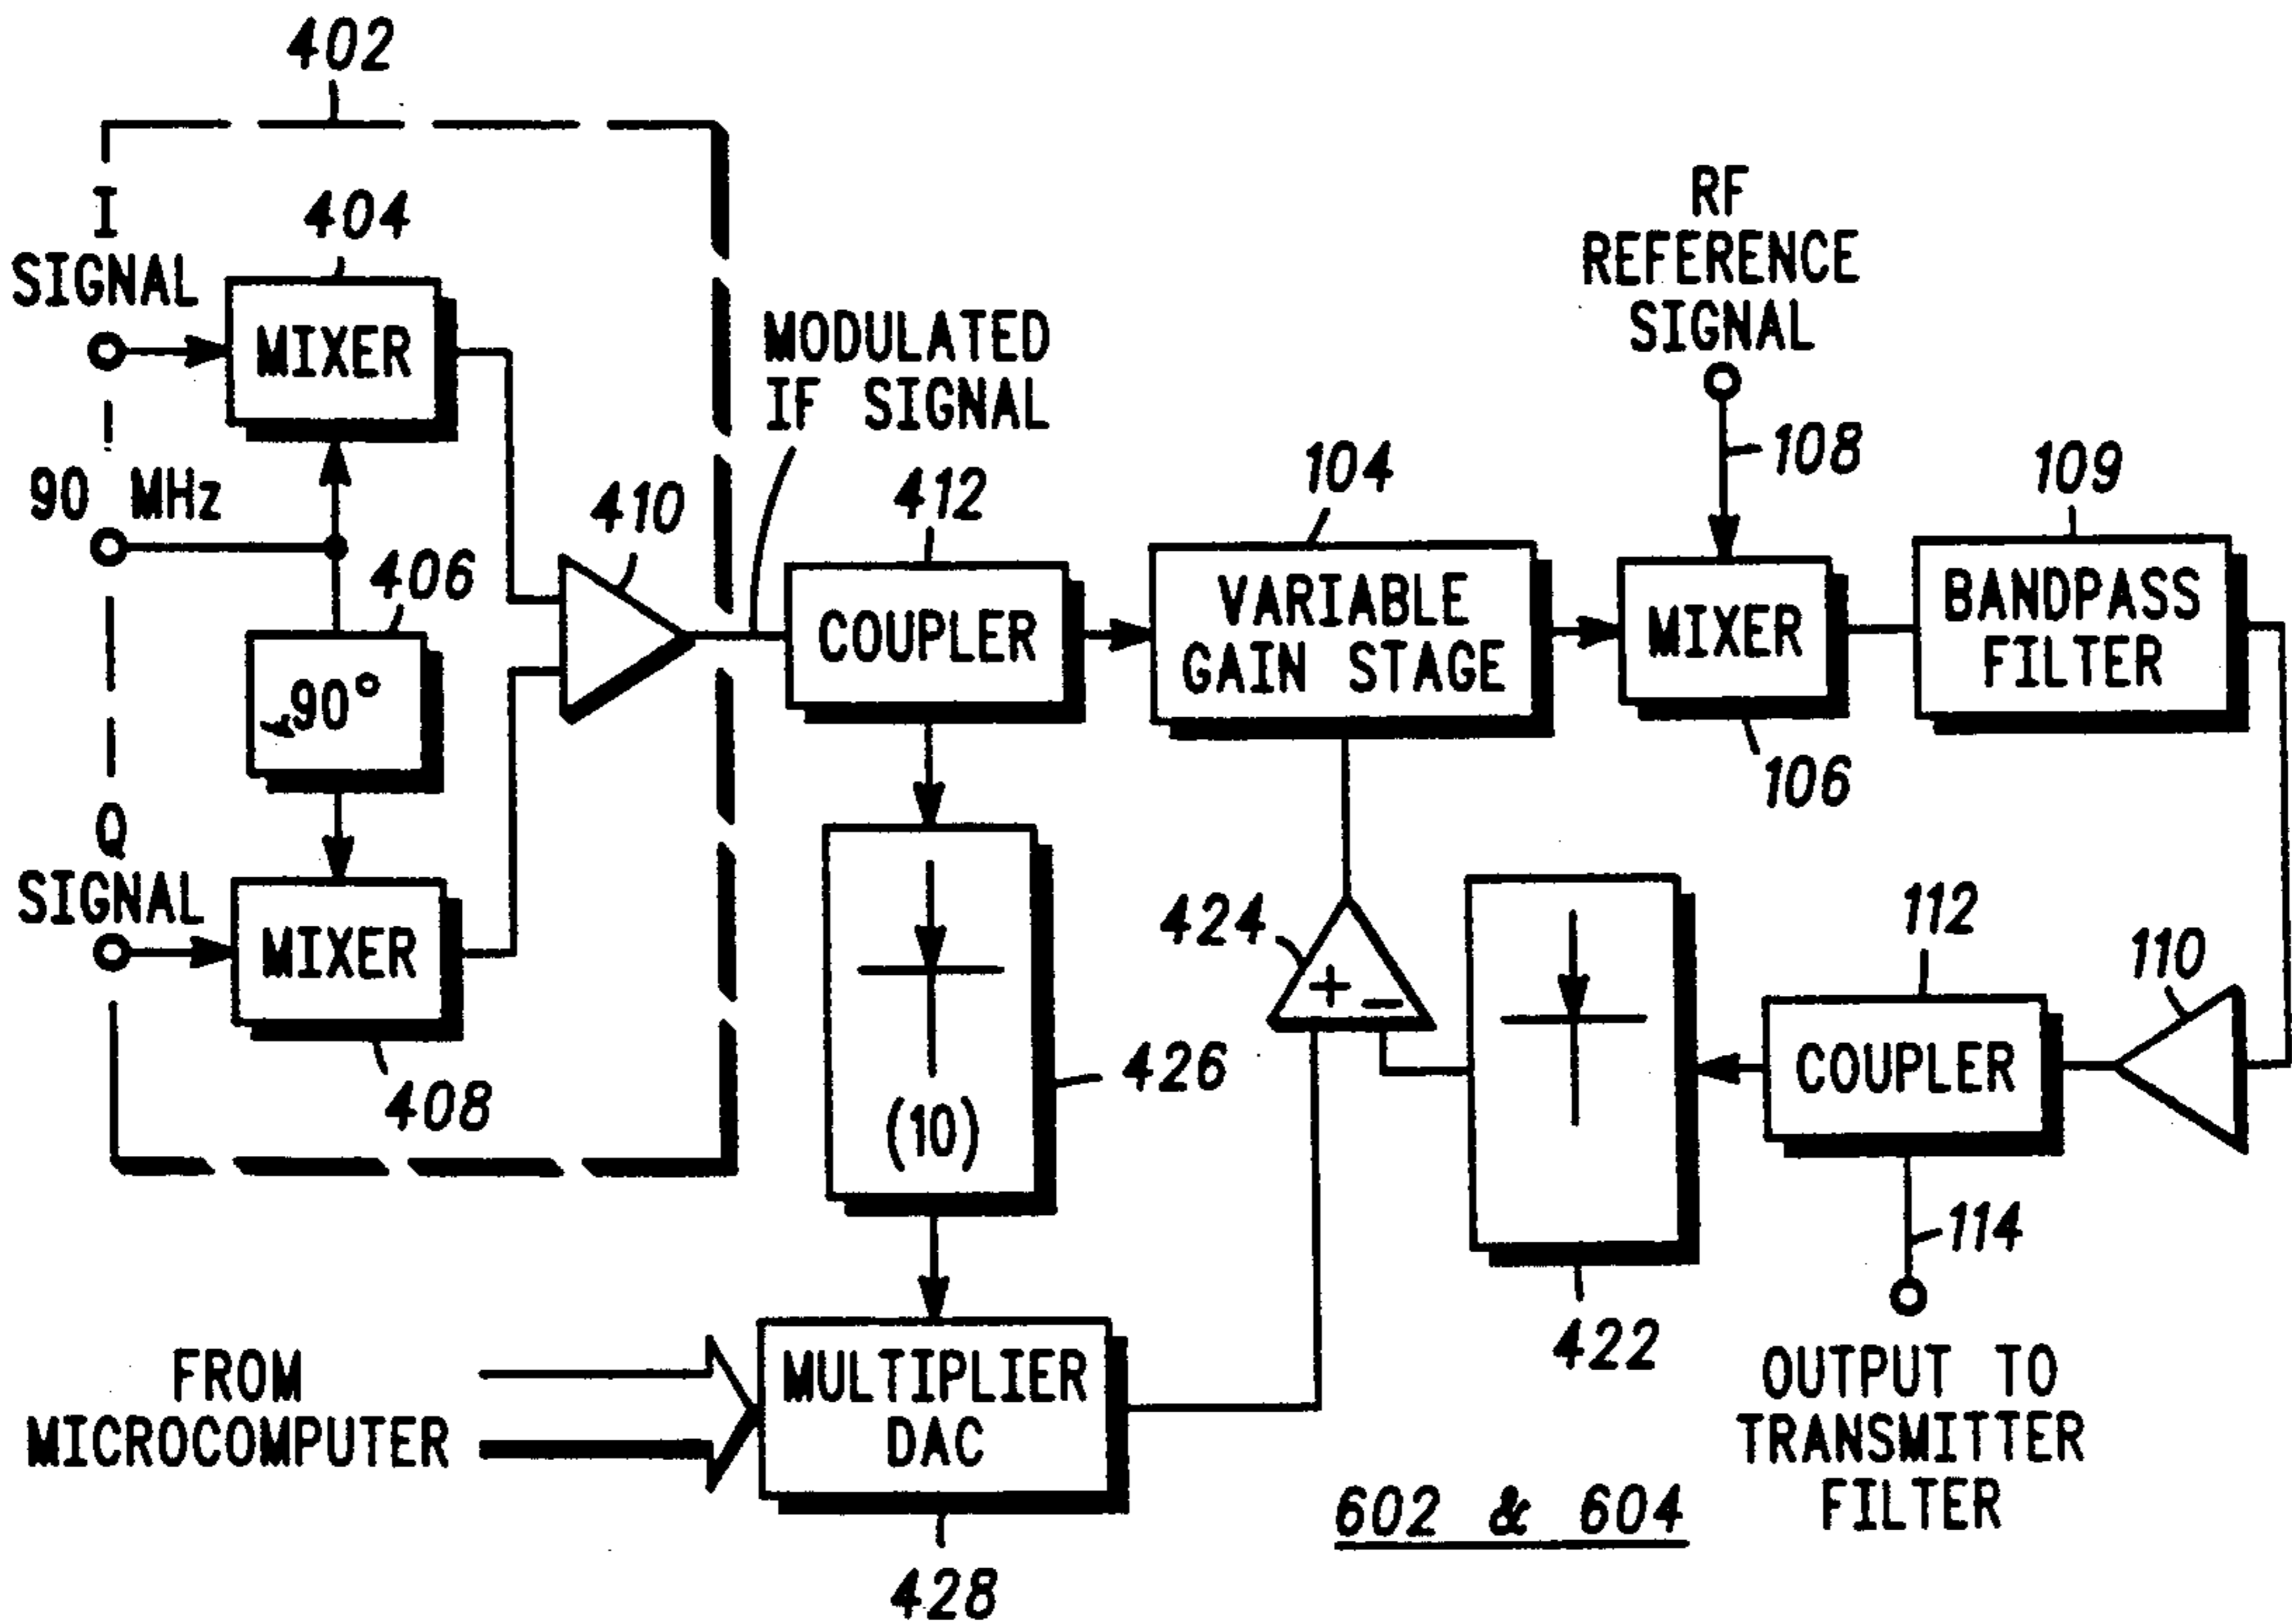 402
I
SIGNAL
404
MIXER
90 MHz
406
90°
Q
SIGNAL
MIXER
408
410
MODULATED
IF SIGNAL
412
COUPLER
104
VARIABLE
GAIN STAGE
RF
REFERENCE
SIGNAL
108
MIXER
106
109
BANDPASS
FILTER
110
112
COUPLER
114
OUTPUT TO
TRANSMITTER
FILTER
422
424
+ −
(10)
426
FROM
MICROCOMPUTER
MULTIPLIER
DAC
428
602 & 604